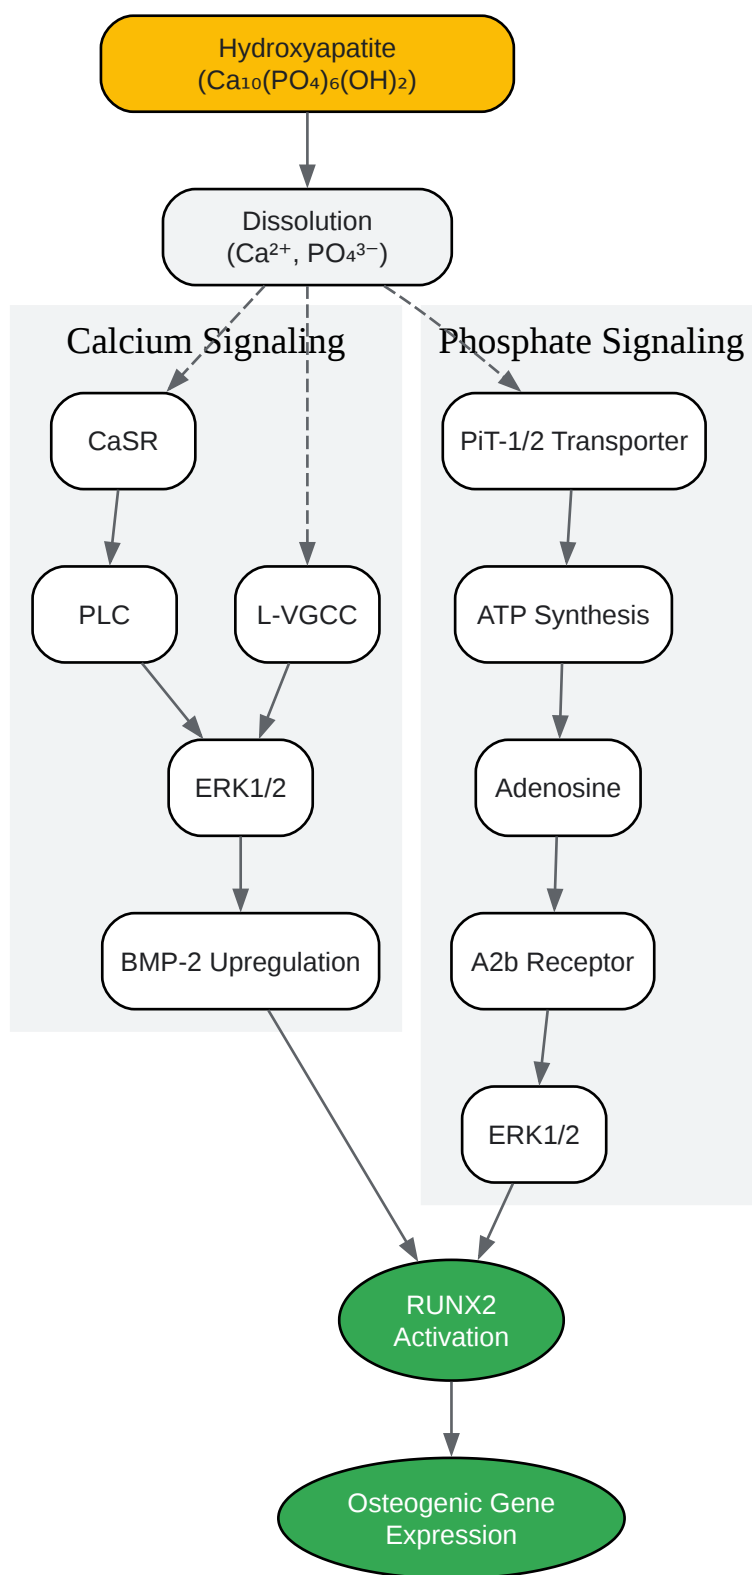 Hydroxyapatite
(Ca₁₀(PO₄)₆(OH)₂)
Dissolution
(Ca²⁺, PO₄³⁻)
Calcium Signaling
Phosphate Signaling
CaSR
PiT-1/2 Transporter
PLC
L-VGCC
ATP Synthesis
ERK1/2
Adenosine
BMP-2 Upregulation
A2b Receptor
ERK1/2
RUNX2
Activation
Osteogenic Gene
Expression